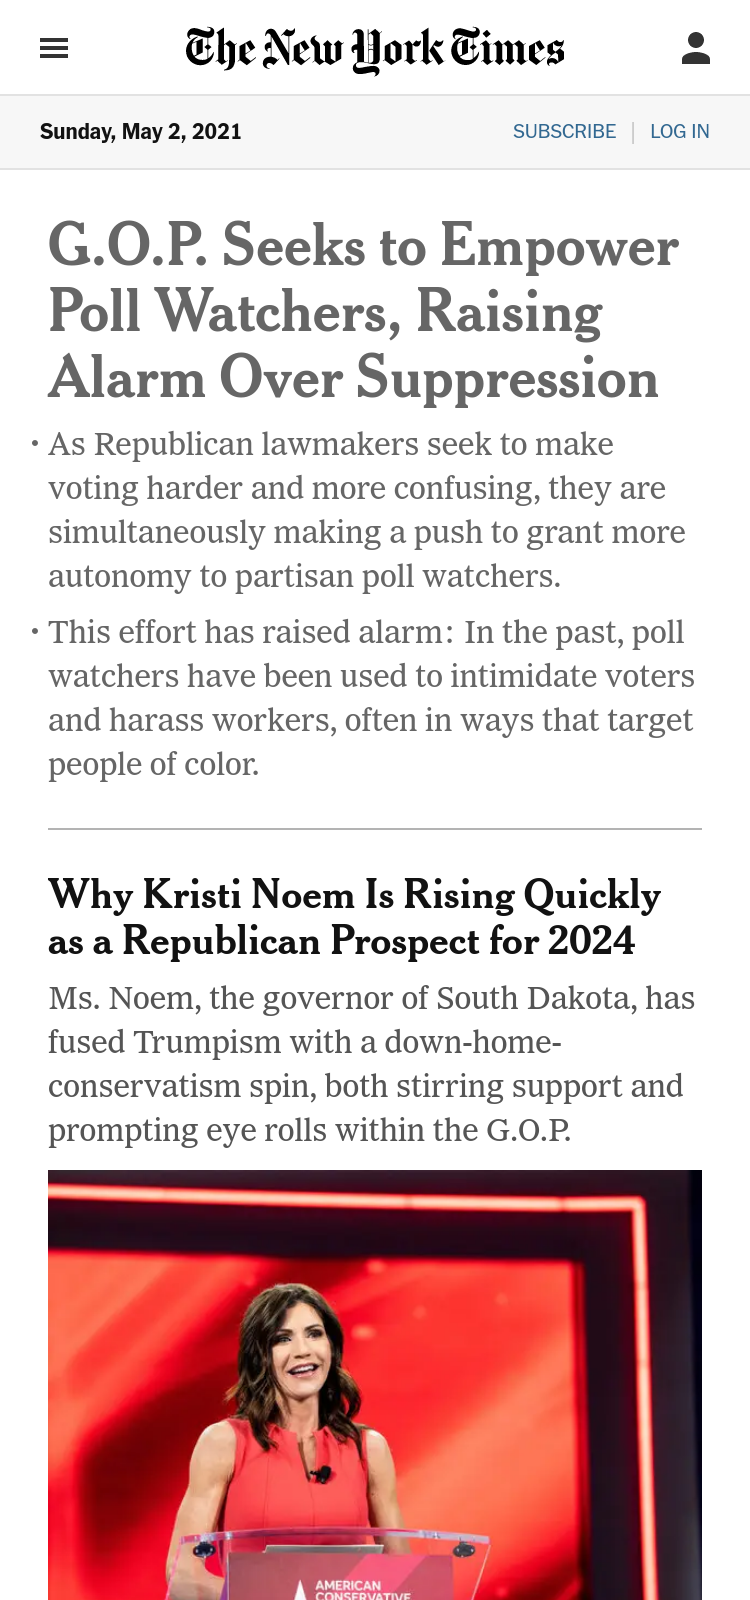 The New York Times
Sunday, May 2, 2021
SUBSCRIBE | LOG IN
G.O.P. Seeks to Empower
Poll Watchers, Raising
Alarm Over Suppression
• As Republican lawmakers seek to make
voting harder and more confusing, they are
simultaneously making a push to grant more
autonomy to partisan poll watchers.
• This effort has raised alarm: In the past, poll
watchers have been used to intimidate voters
and harass workers, often in ways that target
people of color.
Why Kristi Noem Is Rising Quickly
as a Republican Prospect for 2024
Ms. Noem, the governor of South Dakota, has
fused Trumpism with a down-home-
conservatism spin, both stirring support and
prompting eye rolls within the G.O.P.
AMERICAN
CONSERVATIVE